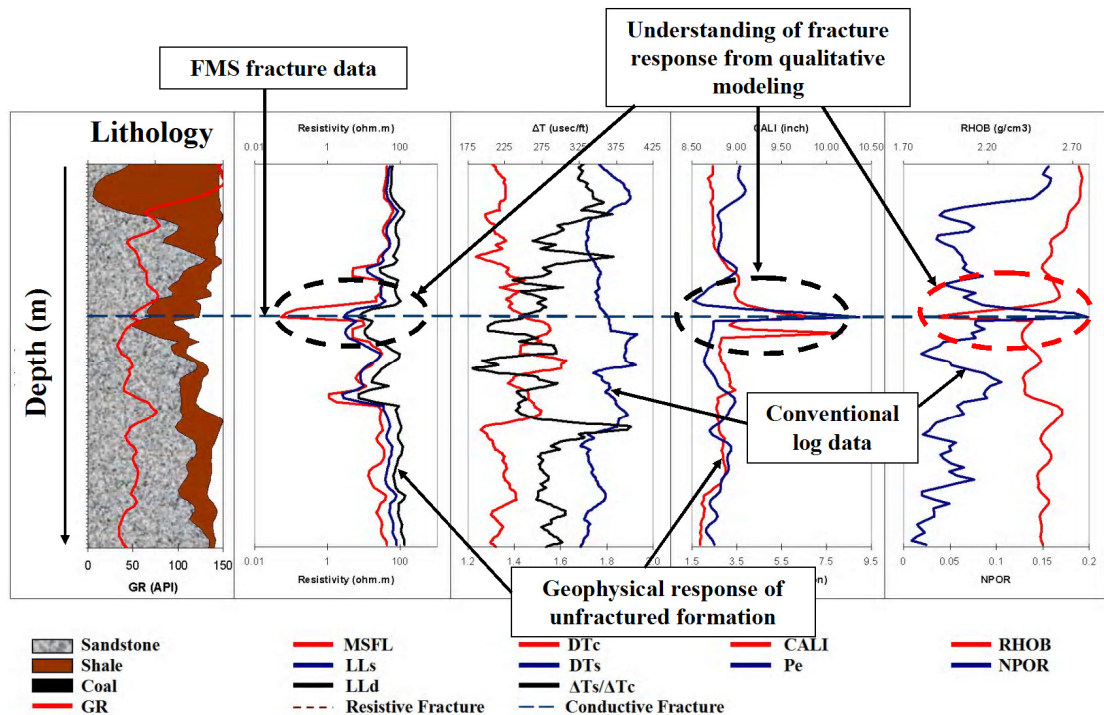 Understanding of fracture
response from qualitative
modeling
FMS fracture data
Lithology
Resistivity (ohm.m)
0.01 1 100
ΔT (usec/ft)
175 225 275 325 375 425
CALI (inch)
8.50 9.00 9.50 10.00 10.50
RHOB (g/cm3)
1.70 2.20 2.70
Depth (m)
Conventional
log data
0 50 100 150
GR (API)
0.01 1 100
Resistivity (ohm.m)
1.2 1.4 1.6 1.8 2
1.5 3.5 5.5 7.5 9.5
0 0.05 0.1 0.15 0.2
NPOR
Geophysical response of
unfractured formation
Sandstone
Shale
Coal
GR
MSFL
LLs
LLd
Resistive Fracture
DTc
DTs
ΔTs/ΔTc
Conductive Fracture
CALI
Pe
RHOB
NPOR